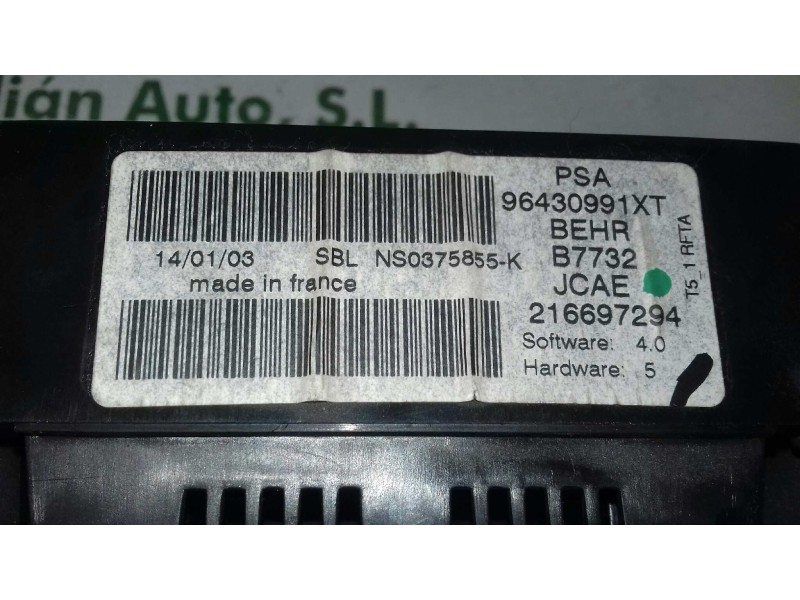 lián Auto, S.L.
PSA
96430991XT
BEHR
B7732
JCAE
216697294
Software: 4.0
Hardware: 5
T5_1 RFTA
14/01/03 SBL NS0375855-K
made in france